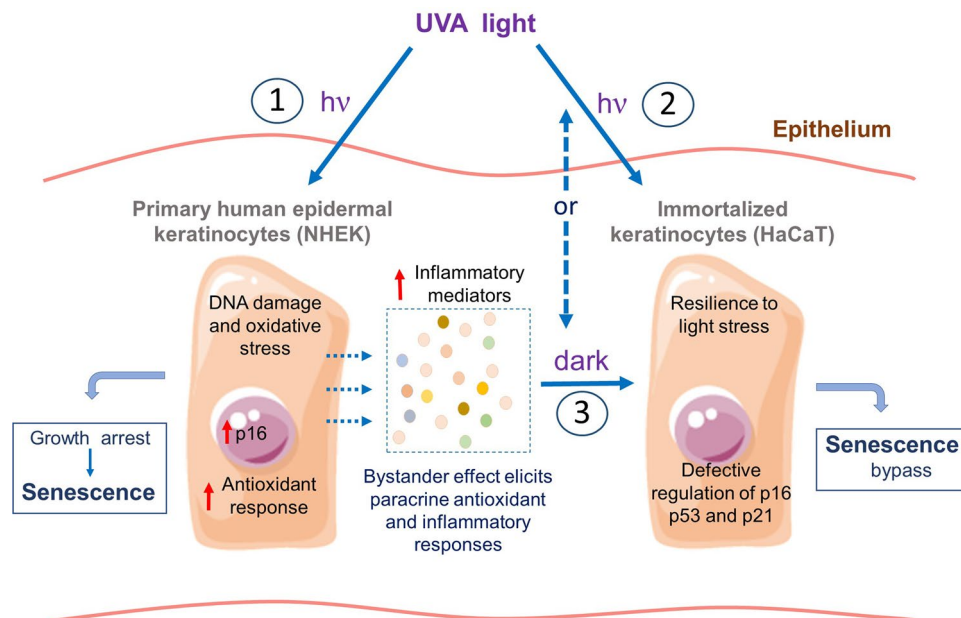 UVA light
1
hν
hν
2
Epithelium
Primary human epidermal
keratinocytes (NHEK)
or
Immortalized
keratinocytes (HaCaT)
Inflammatory
mediators
DNA damage
and oxidative
stress
Resilience to
light stress
dark
3
p16
Growth arrest
Senescence
Antioxidant
response
Bystander effect elicits
paracrine antioxidant
and inflammatory
responses
Defective
regulation of p16
p53 and p21
Senescence
bypass